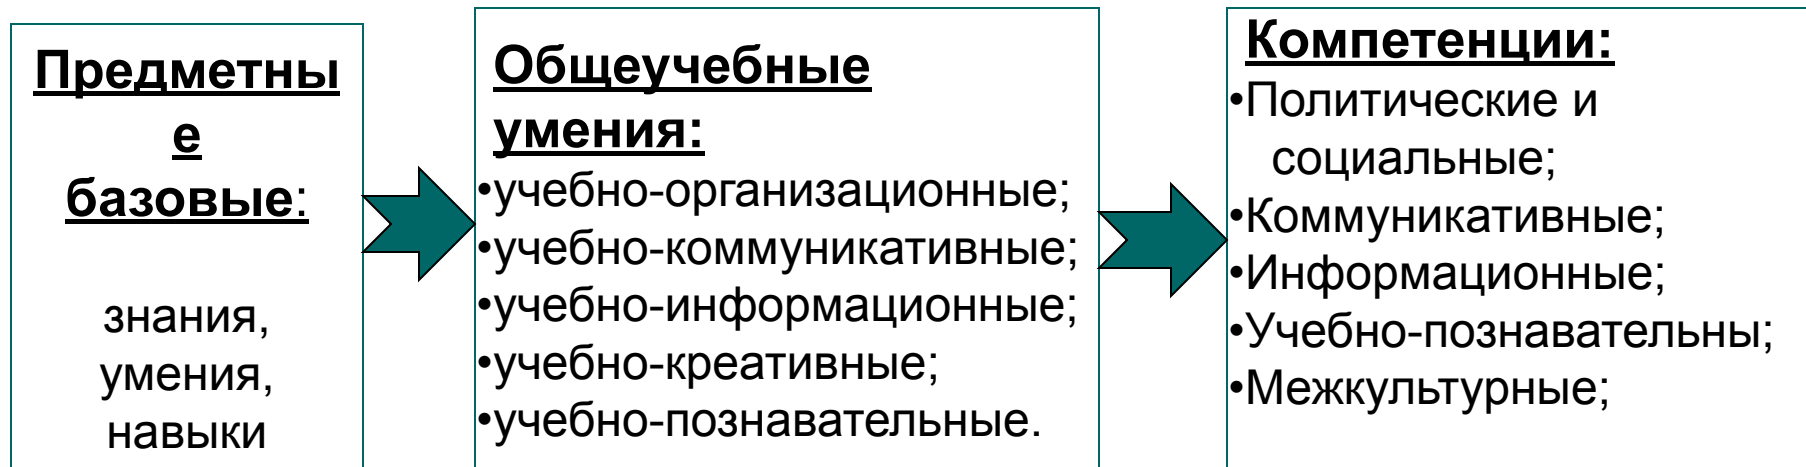 Предметны
е
базовые:
знания,
умения,
навыки
Общеучебные
умения:
•учебно-организационные;
•учебно-коммуникативные;
•учебно-информационные;
•учебно-креативные;
•учебно-познавательные.
Компетенции:
•Политические и
социальные;
•Коммуникативные;
•Информационные;
•Учебно-познавательны;
•Межкультурные;